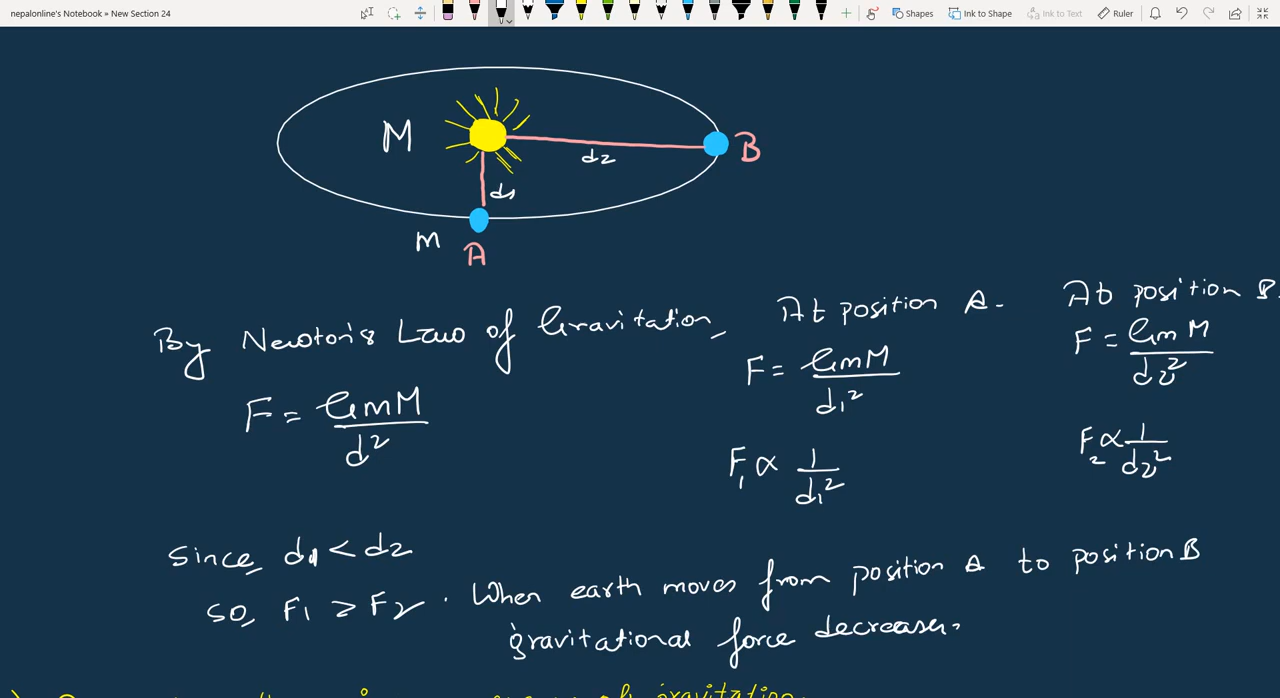 nepalonline's Notebook » New Section 24
Shapes
Ink to Shape
Ink to Text
Ruler
M
d2
B
d1
m
A
By Newton's Law of Gravitation,
F = GmM/d²
At position A.
F = GmM/d1²
F1 ∝ 1/d1²
At position B.
F = GmM/d2²
F2 ∝ 1/d2²
Since, d1 < d2
so, F1 > F2. When earth moves from position A to position B
gravitational force decreases.
of gravitation